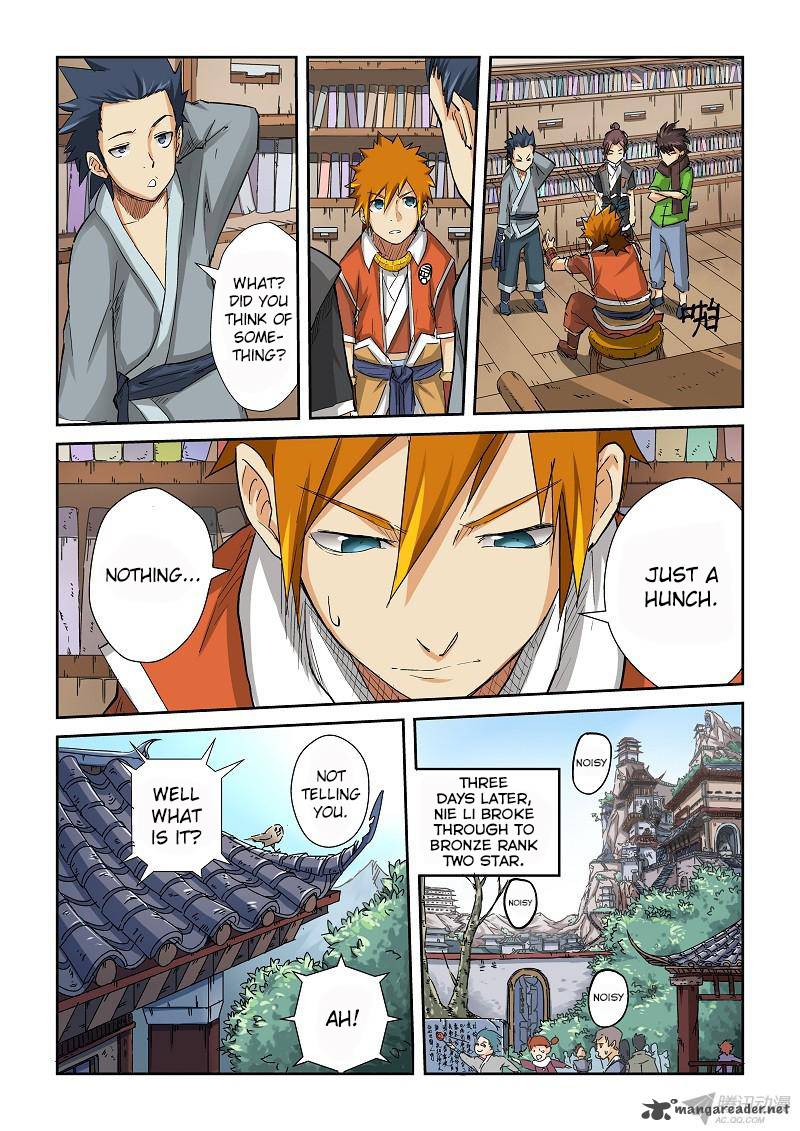 WHAT?
DID YOU
THINK OF
SOME-
THING?
啪
NOTHING...
JUST A
HUNCH.
WELL
WHAT
IS IT?
NOT
TELLING
YOU.
AH!
THREE
DAYS LATER,
NIE LI BROKE
THROUGH TO
BRONZE RANK
TWO STAR.
NOISY
NOISY
NOISY
腾讯动漫
AC.QQ.COM
mangareader.net